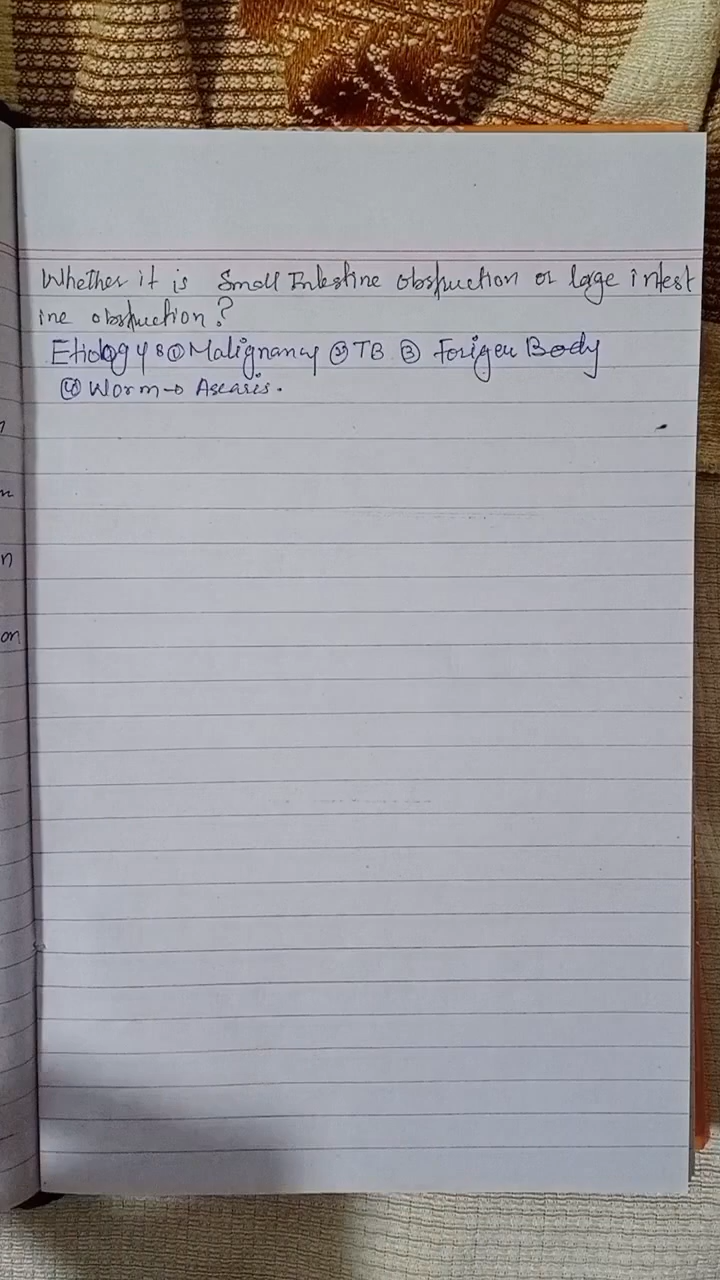 Whether it is Small Intestine obstruction or large intest
ine obstruction?
Etiology : ① Malignancy ② TB ③ Forigen Body
④ Worm → Ascaris.
n
n
on